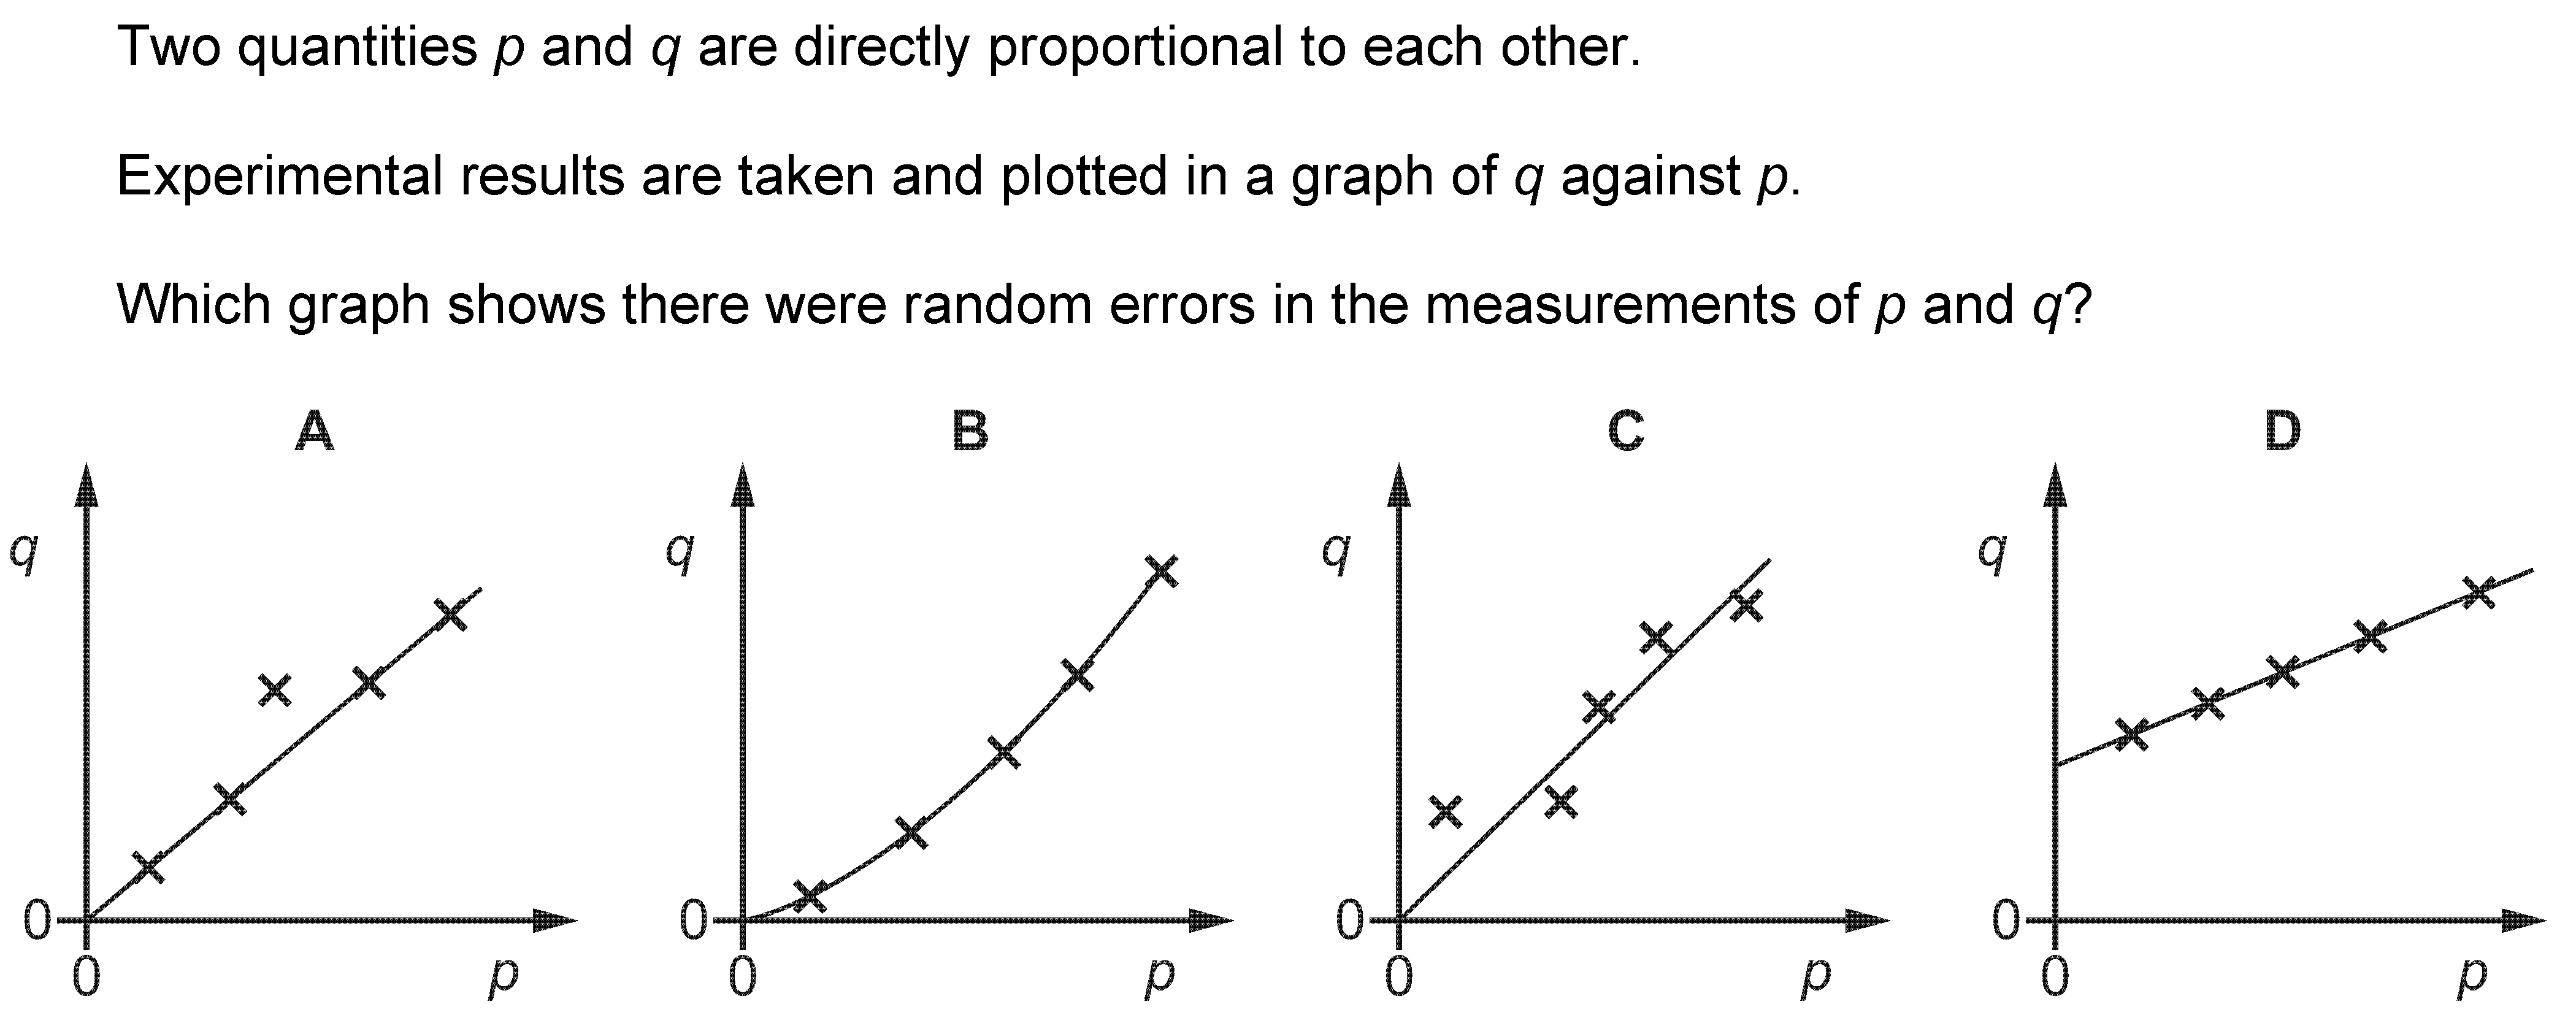 Two quantities p and q are directly proportional to each other.
Experimental results are taken and plotted in a graph of q against p.
Which graph shows there were random errors in the measurements of p and q?
A B C D
q q q q
0 0 0 0
0 p 0 p 0 p 0 p